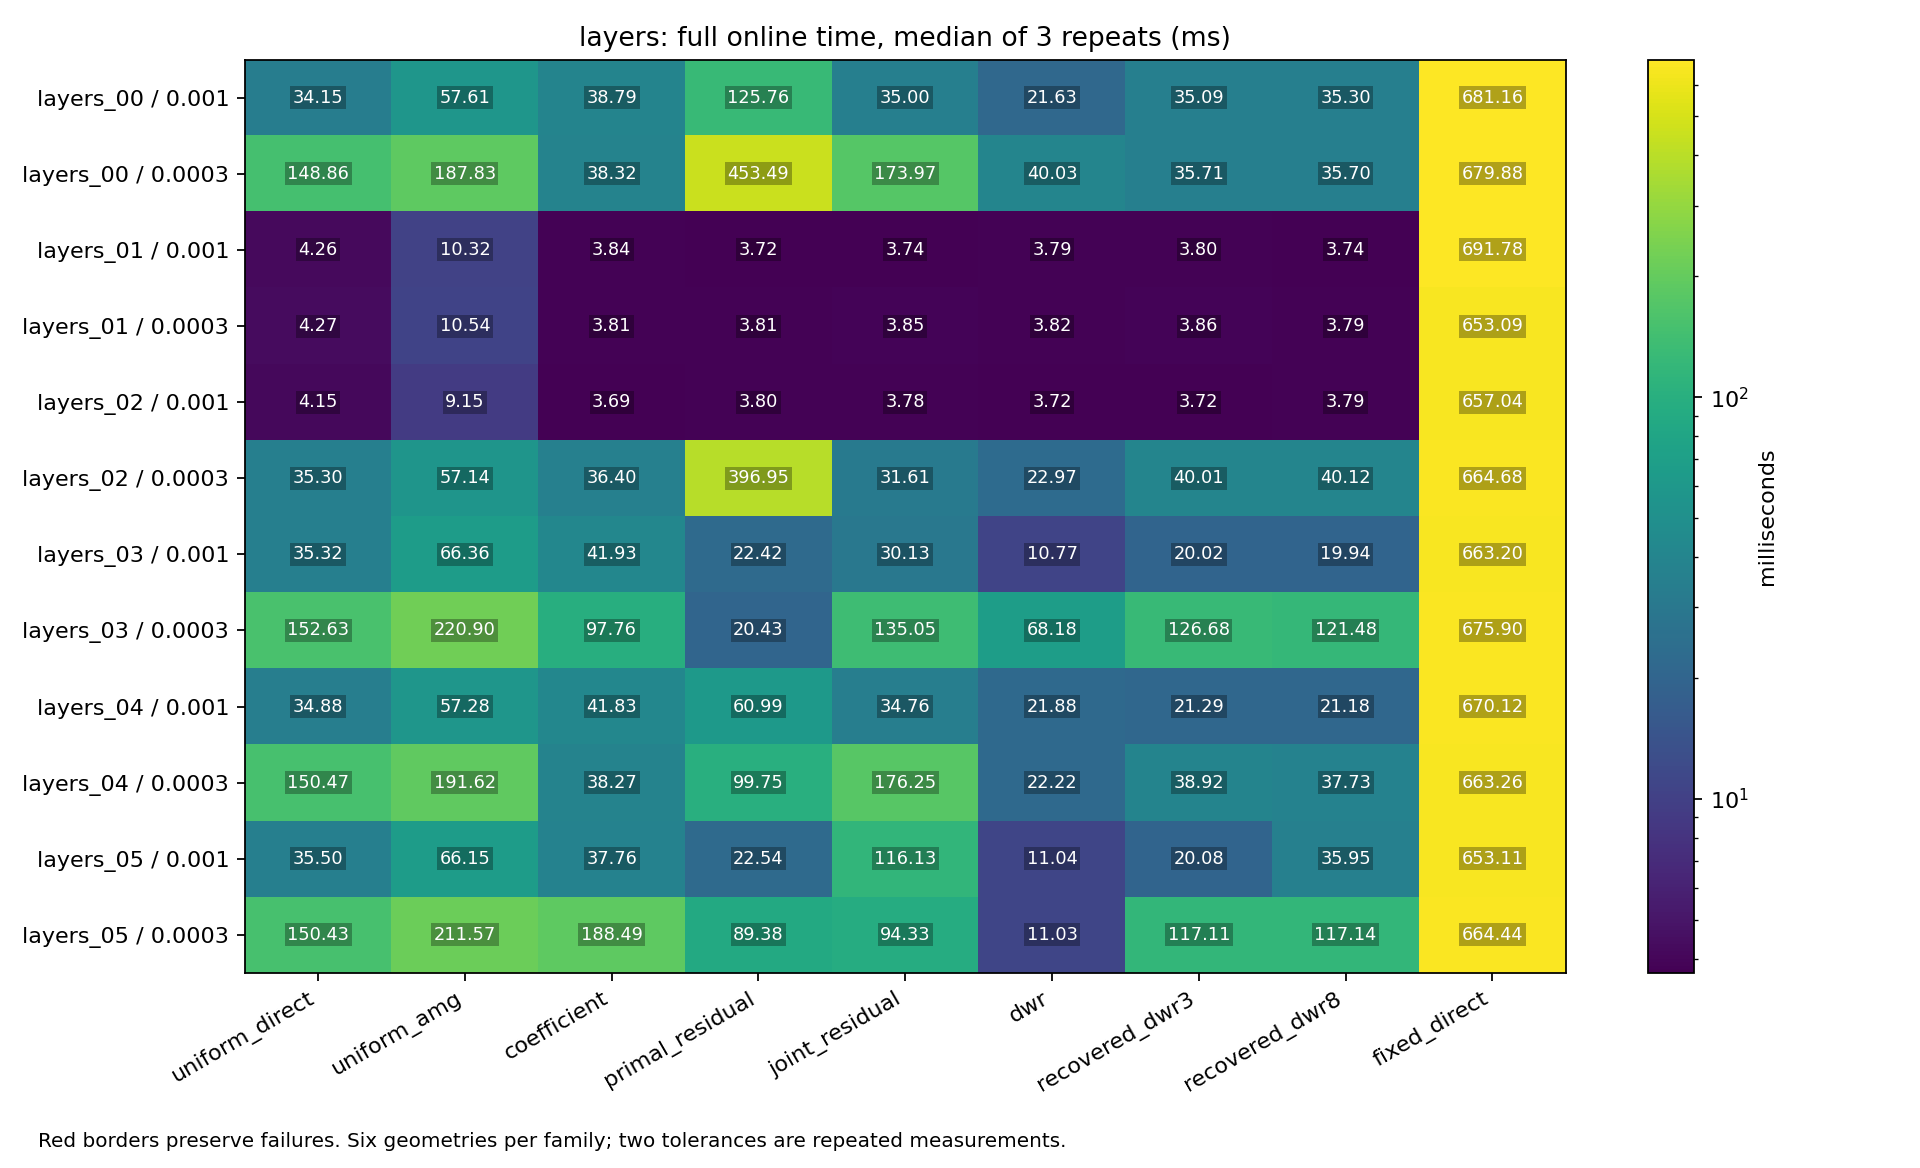 layers: full online time, median of 3 repeats (ms)
layers_00 / 0.001 34.15 57.61 38.79 125.76 35.00 21.63 35.09 35.30 681.16
layers_00 / 0.0003 148.86 187.83 38.32 453.49 173.97 40.03 35.71 35.70 679.88
layers_01 / 0.001 4.26 10.32 3.84 3.72 3.74 3.79 3.80 3.74 691.78
layers_01 / 0.0003 4.27 10.54 3.81 3.81 3.85 3.82 3.86 3.79 653.09
layers_02 / 0.001 4.15 9.15 3.69 3.80 3.78 3.72 3.72 3.79 657.04
layers_02 / 0.0003 35.30 57.14 36.40 396.95 31.61 22.97 40.01 40.12 664.68
layers_03 / 0.001 35.32 66.36 41.93 22.42 30.13 10.77 20.02 19.94 663.20
layers_03 / 0.0003 152.63 220.90 97.76 20.43 135.05 68.18 126.68 121.48 675.90
layers_04 / 0.001 34.88 57.28 41.83 60.99 34.76 21.88 21.29 21.18 670.12
layers_04 / 0.0003 150.47 191.62 38.27 99.75 176.25 22.22 38.92 37.73 663.26
layers_05 / 0.001 35.50 66.15 37.76 22.54 116.13 11.04 20.08 35.95 653.11
layers_05 / 0.0003 150.43 211.57 188.49 89.38 94.33 11.03 117.11 117.14 664.44
uniform_direct uniform_amg coefficient primal_residual joint_residual dwr recovered_dwr3 recovered_dwr8 fixed_direct
10²
10¹
milliseconds
Red borders preserve failures. Six geometries per family; two tolerances are repeated measurements.